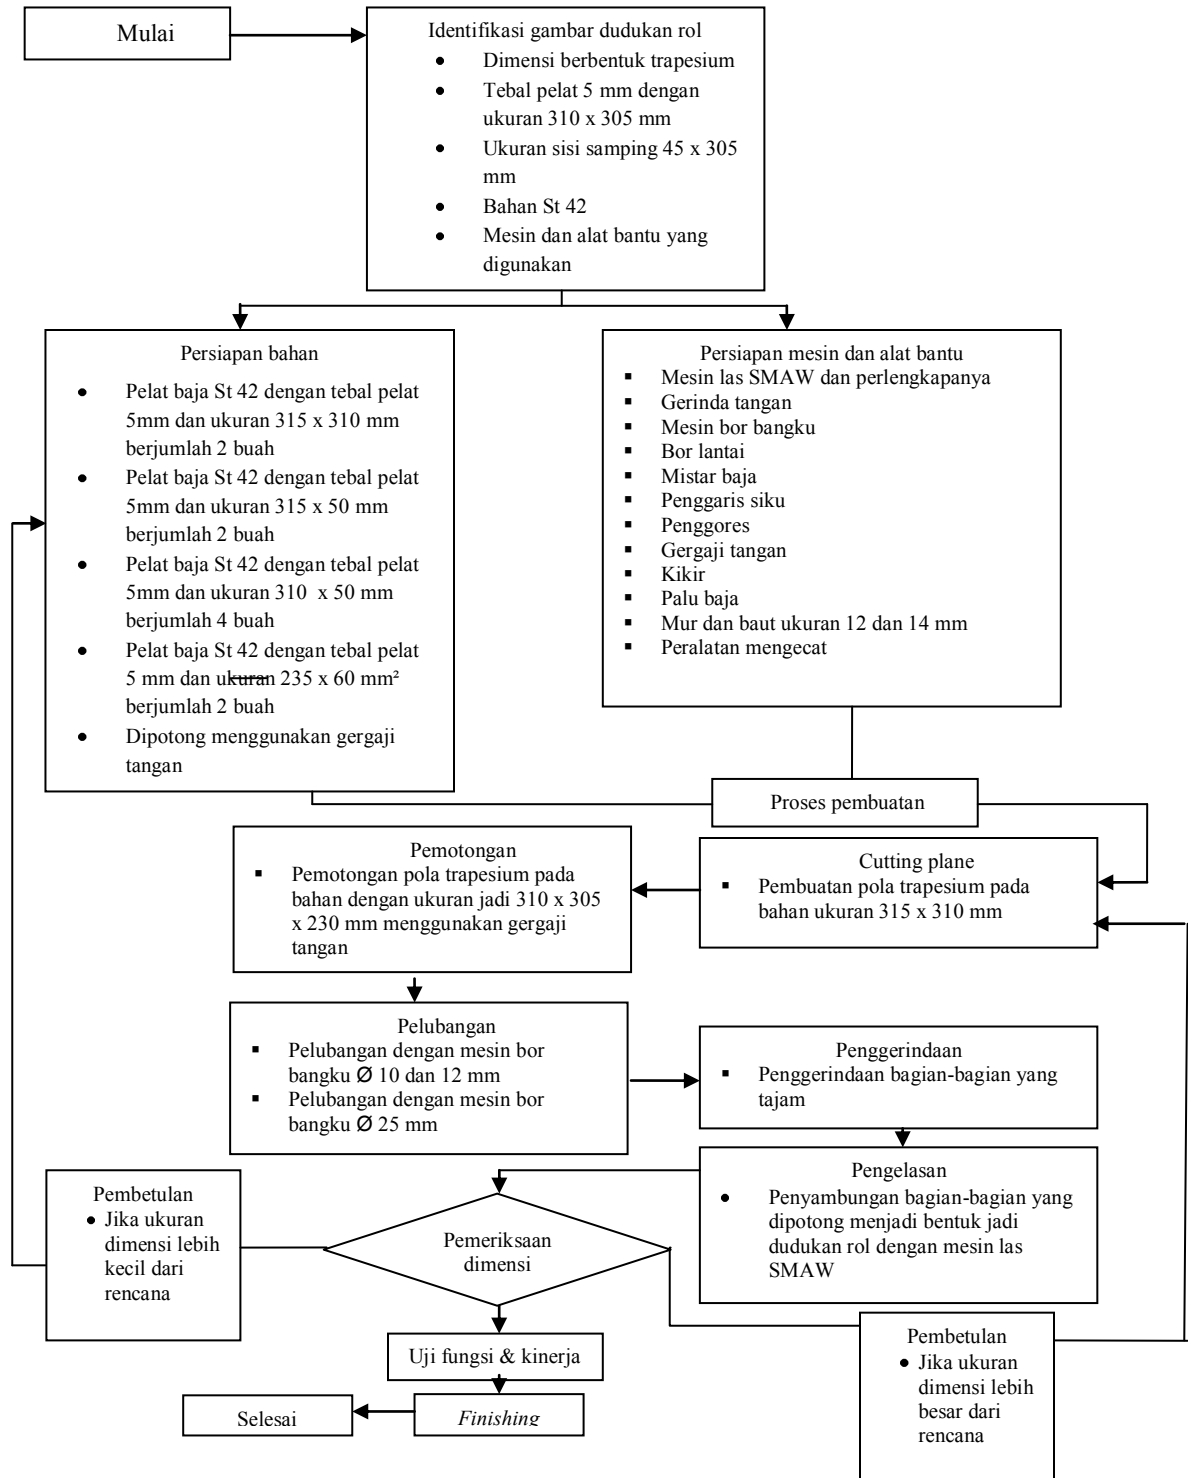 Mulai
Identifikasi gambar dudukan rol
● Dimensi berbentuk trapesium
● Tebal pelat 5 mm dengan
ukuran 310 x 305 mm
● Ukuran sisi samping 45 x 305
mm
● Bahan St 42
● Mesin dan alat bantu yang
digunakan
Persiapan bahan
● Pelat baja St 42 dengan tebal pelat
5mm dan ukuran 315 x 310 mm
berjumlah 2 buah
● Pelat baja St 42 dengan tebal pelat
5mm dan ukuran 315 x 50 mm
berjumlah 2 buah
● Pelat baja St 42 dengan tebal pelat
5mm dan ukuran 310 x 50 mm
berjumlah 4 buah
● Pelat baja St 42 dengan tebal pelat
5 mm dan ukuran 235 x 60 mm²
berjumlah 2 buah
● Dipotong menggunakan gergaji
tangan
Persiapan mesin dan alat bantu
▪ Mesin las SMAW dan perlengkapanya
▪ Gerinda tangan
▪ Mesin bor bangku
▪ Bor lantai
▪ Mistar baja
▪ Penggaris siku
▪ Penggores
▪ Gergaji tangan
▪ Kikir
▪ Palu baja
▪ Mur dan baut ukuran 12 dan 14 mm
▪ Peralatan mengecat
Proses pembuatan
Cutting plane
▪ Pembuatan pola trapesium pada
bahan ukuran 315 x 310 mm
Pemotongan
▪ Pemotongan pola trapesium pada
bahan dengan ukuran jadi 310 x 305
x 230 mm menggunakan gergaji
tangan
Pelubangan
▪ Pelubangan dengan mesin bor
bangku Ø 10 dan 12 mm
▪ Pelubangan dengan mesin bor
bangku Ø 25 mm
Penggerindaan
▪ Penggerindaan bagian-bagian yang
tajam
Pengelasan
● Penyambungan bagian-bagian yang
dipotong menjadi bentuk jadi
dudukan rol dengan mesin las
SMAW
Pemeriksaan
dimensi
Pembetulan
● Jika ukuran
dimensi lebih
kecil dari
rencana
Pembetulan
● Jika ukuran
dimensi lebih
besar dari
rencana
Uji fungsi & kinerja
Finishing
Selesai